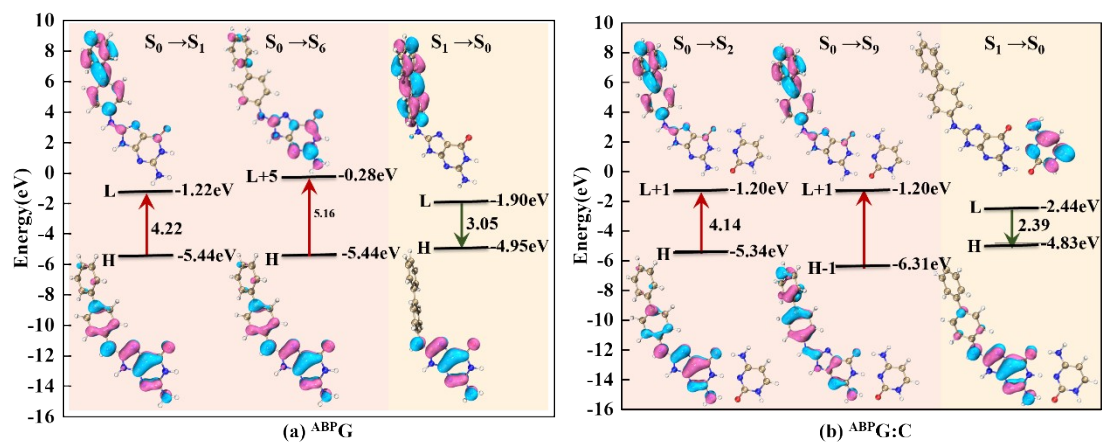 (a)
S0→S1 S0→S6 S1→S0
Energy(eV)
10
8
6
4
2
0
-2
-4
-6
-8
-10
-12
-14
-16
L -1.22eV
4.22
H -5.44eV
L+5 -0.28eV
5.16
H -5.44eV
L -1.90eV
3.05
H -4.95eV
(a) ABPG
(b)
S0→S2 S0→S9 S1→S0
Energy(eV)
10
8
6
4
2
0
-2
-4
-6
-8
-10
-12
-14
-16
L+1 -1.20eV
4.14
H -5.34eV
L+1 -1.20eV
H-1 -6.31eV
L -2.44eV
2.39
H -4.83eV
(b) ABPG:C